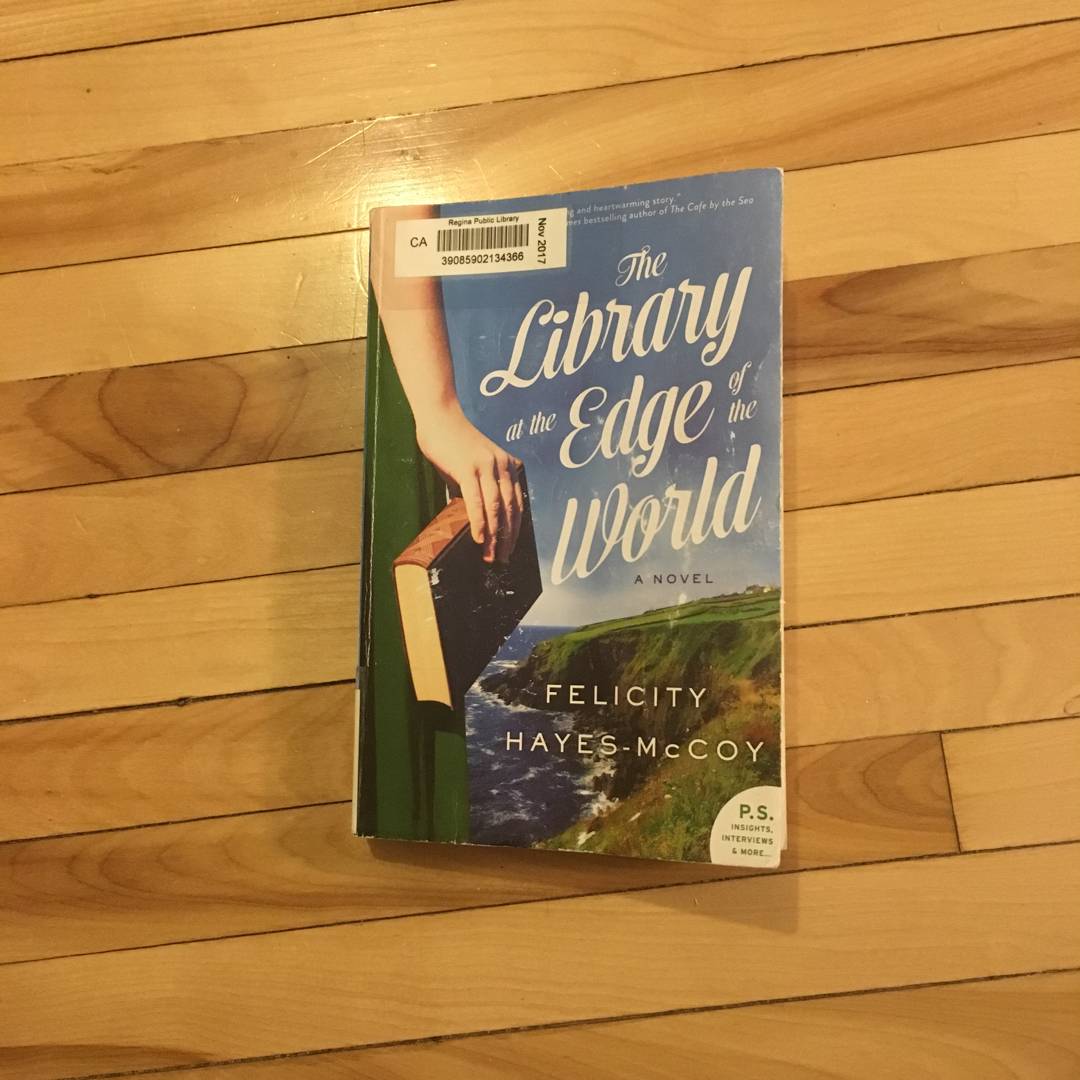 Regina Public Library
CA
39085902134366
Nov 2017
and heartwarming story."
bestselling author of The Cafe by the Sea
The
Library
at the Edge of the
World
A NOVEL
FELICITY
HAYES-McCOY
P.S.
INSIGHTS,
INTERVIEWS
& MORE...